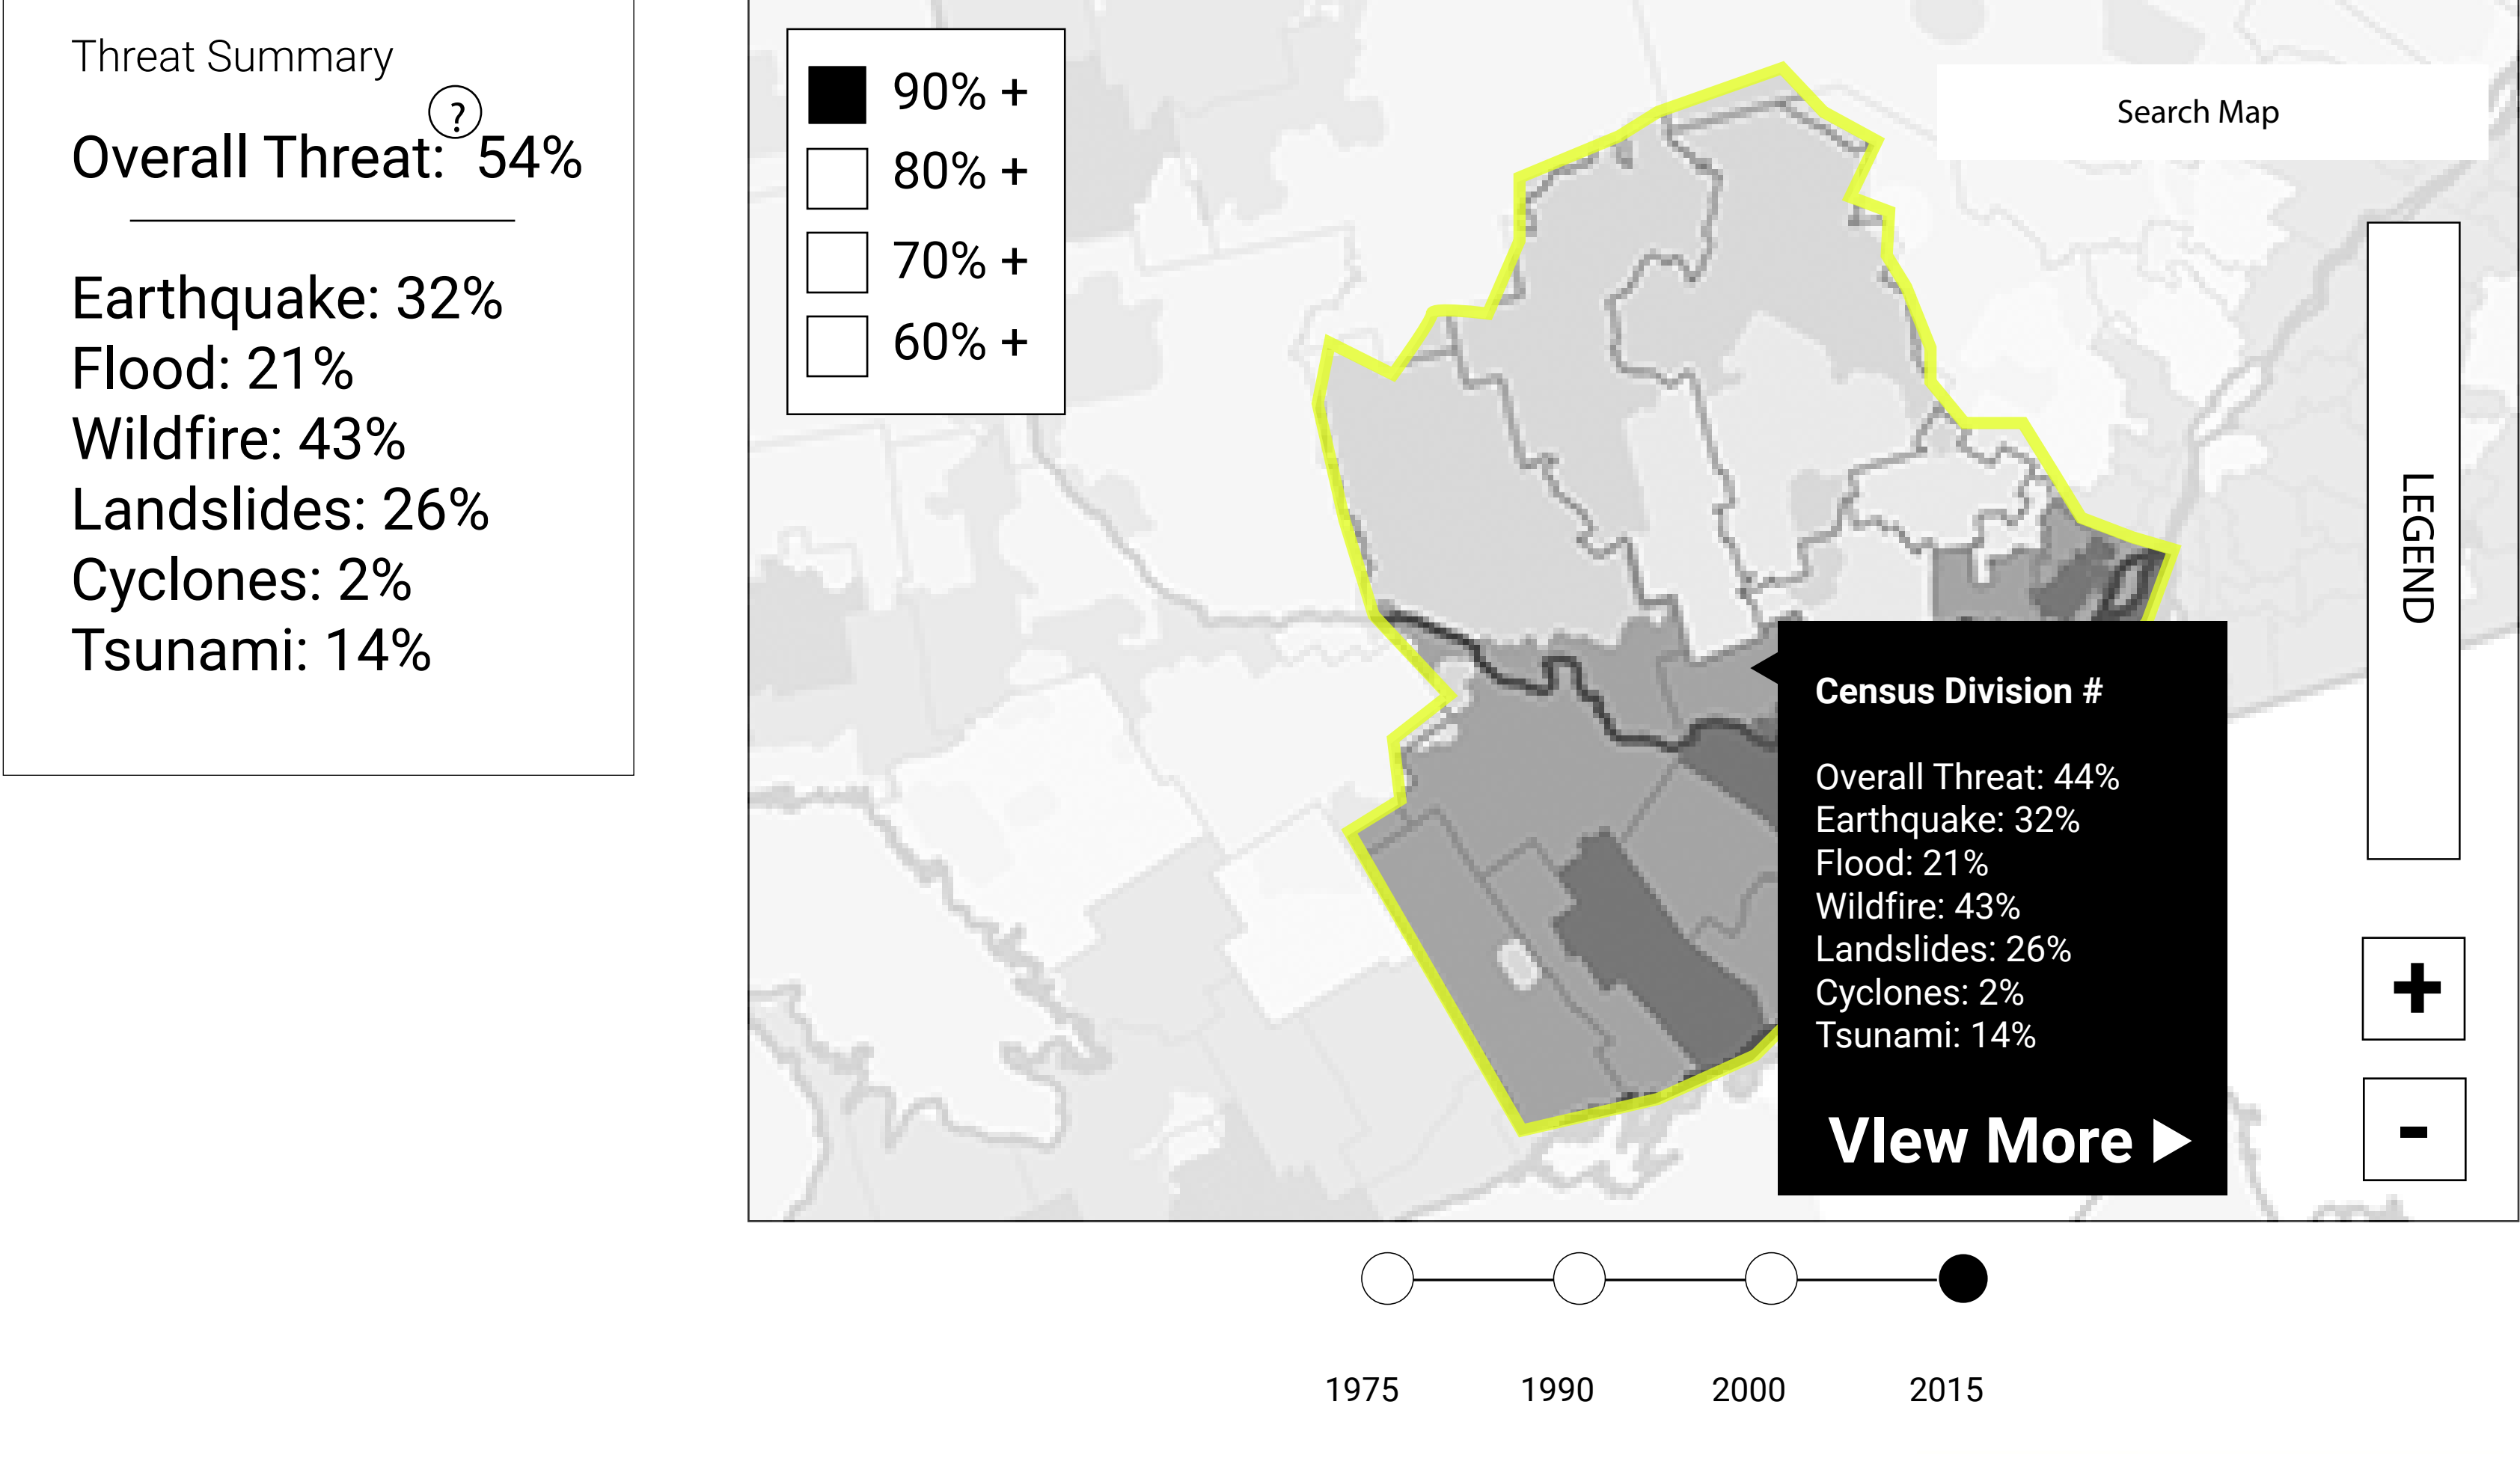 Threat Summary
?
Overall Threat: 54%
Earthquake: 32%
Flood: 21%
Wildfire: 43%
Landslides: 26%
Cyclones: 2%
Tsunami: 14%
90% +
80% +
70% +
60% +
Search Map
LEGEND
Census Division #
Overall Threat: 44%
Earthquake: 32%
Flood: 21%
Wildfire: 43%
Landslides: 26%
Cyclones: 2%
Tsunami: 14%
VIew More
+
-
1975 1990 2000 2015